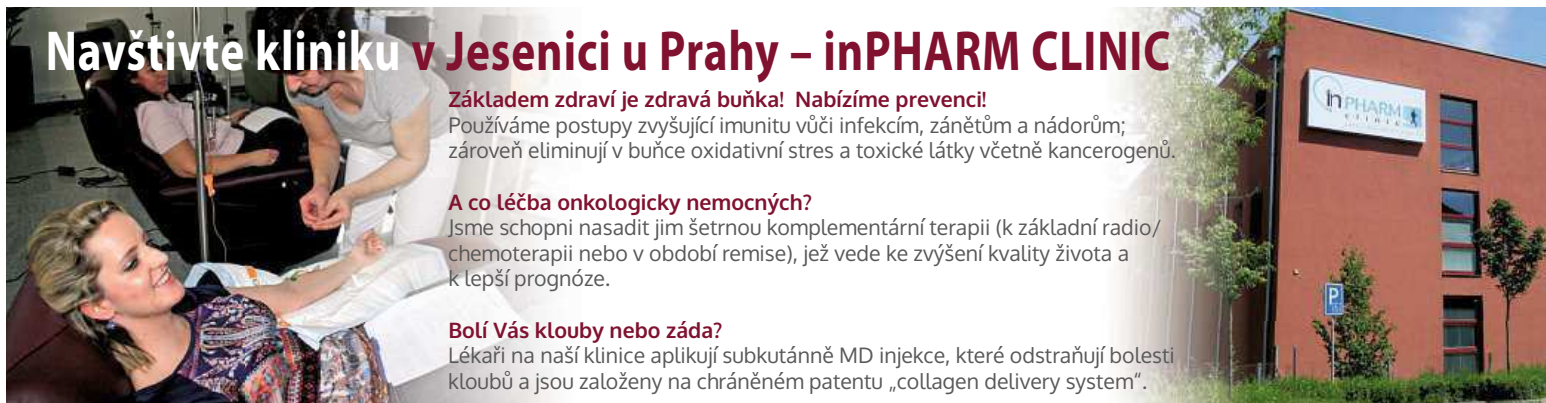 Navštivte kliniku v Jesenici u Prahy – inPHARM CLINIC
Základem zdraví je zdravá buňka! Nabízíme prevenci!
Používáme postupy zvyšující imunitu vůči infekcím, zánětům a nádorům;
zároveň eliminují v buňce oxidativní stres a toxické látky včetně kancerogenů.
A co léčba onkologicky nemocných?
Jsme schopni nasadit jim šetrnou komplementární terapii (k základní radio/
chemoterapii nebo v období remise), jež vede ke zvýšení kvality života a
k lepší prognóze.
Bolí Vás klouby nebo záda?
Lékaři na naší klinice aplikují subkutánně MD injekce, které odstraňují bolesti
kloubů a jsou založeny na chráněném patentu „collagen delivery system“.
inPHARM
CLINIC
P